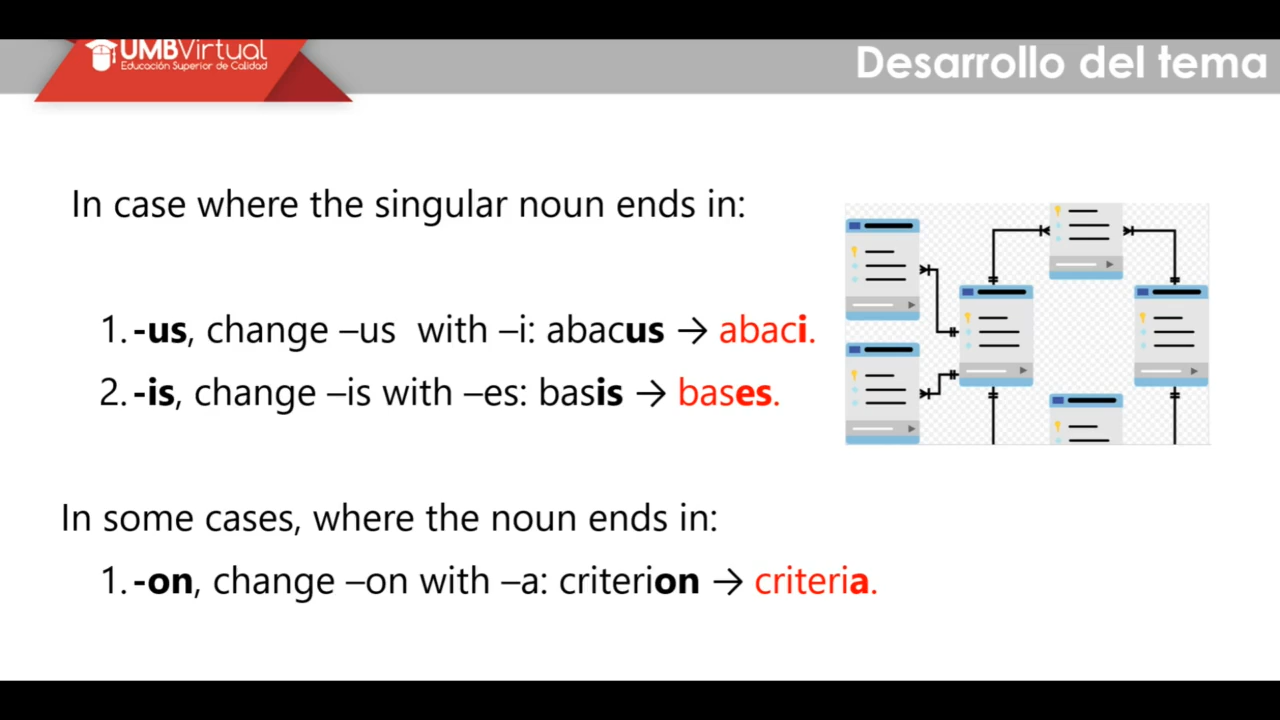 UMBVirtual
Educación Superior de Calidad
Desarrollo del tema
In case where the singular noun ends in:
1. -us, change –us with –i: abacus → abaci.
2. -is, change –is with –es: basis → bases.
In some cases, where the noun ends in:
1. -on, change –on with –a: criterion → criteria.